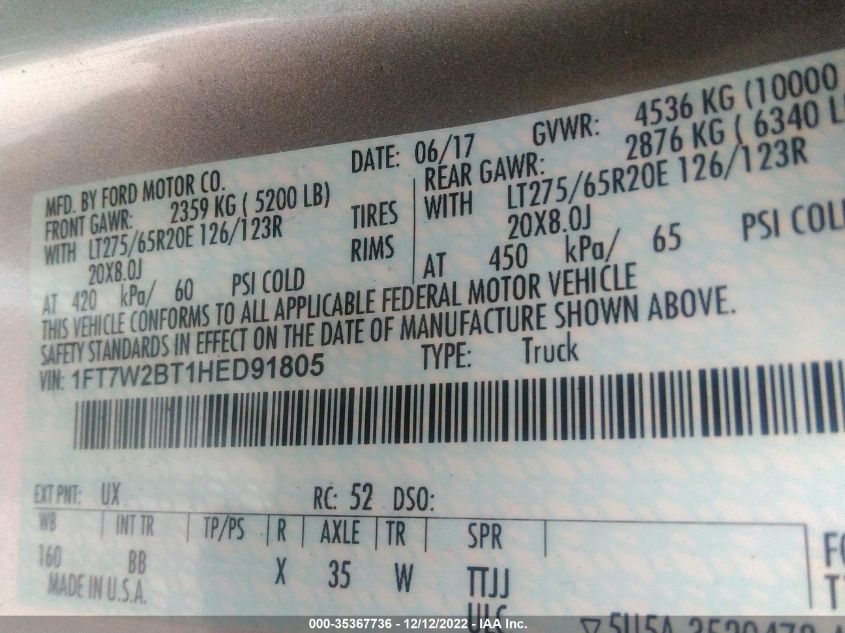 MFD. BY FORD MOTOR CO. DATE: 06/17 GVWR: 4536 KG (10000
FRONT GAWR: 2359 KG ( 5200 LB) REAR GAWR: 2876 KG ( 6340 L
WITH LT275/65R20E 126/123R TIRES WITH LT275/65R20E 126/123R
20X8.0J RIMS 20X8.0J
AT 420 kPa/ 60 PSI COLD AT 450 kPa/ 65 PSI COL
THIS VEHICLE CONFORMS TO ALL APPLICABLE FEDERAL MOTOR VEHICLE
SAFETY STANDARDS IN EFFECT ON THE DATE OF MANUFACTURE SHOWN ABOVE.
VIN: 1FT7W2BT1HED91805 TYPE: Truck
EXT PNT: UX RC: 52 DSO:
WB INT TR TP/PS R AXLE TR SPR
160 BB X 35 W TTJJ
MADE IN U.S.A. ULC
000-35367736 - 12/12/2022 - IAA Inc.